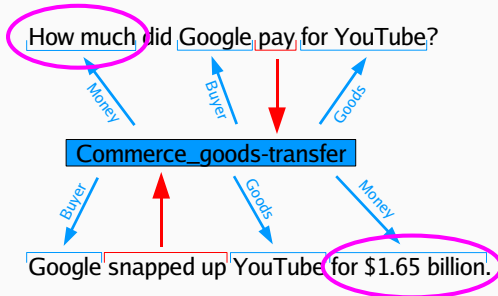 How much did Google pay for YouTube?
Money Buyer Goods
Commerce_goods-transfer
Buyer Goods Money
Google snapped up YouTube for $1.65 billion.